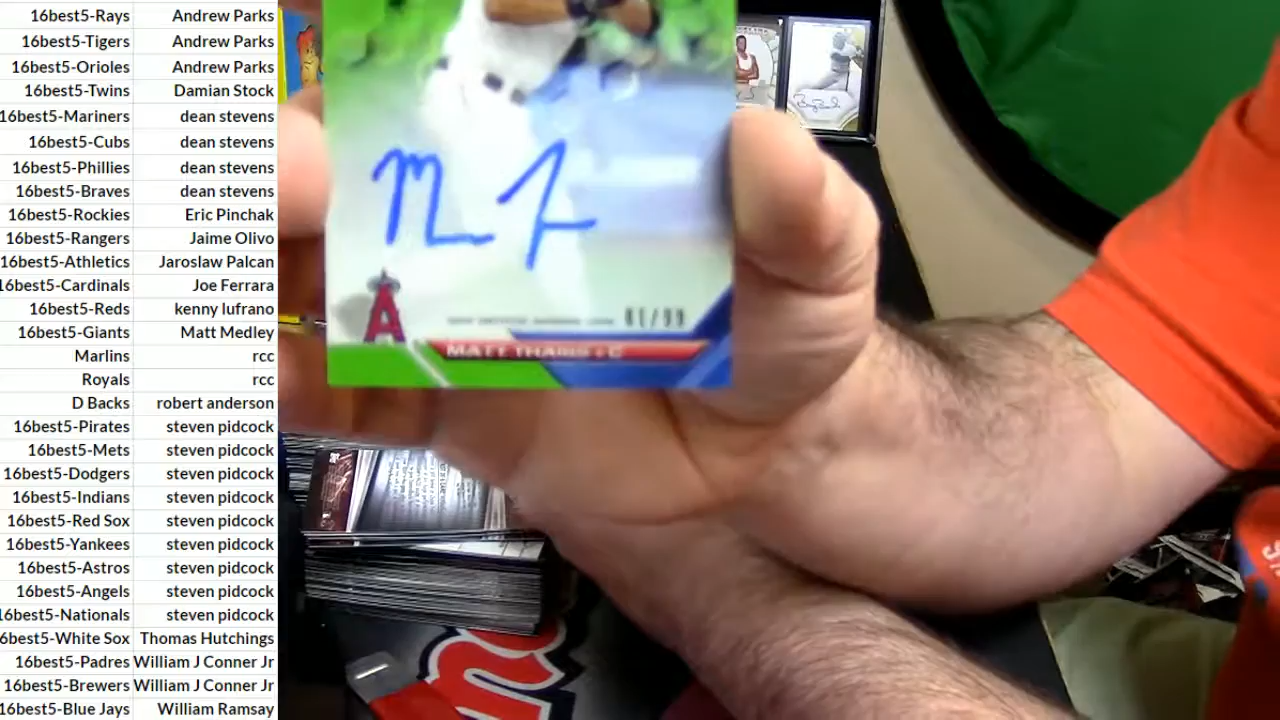 16best5-Rays Andrew Parks
16best5-Tigers Andrew Parks
16best5-Orioles Andrew Parks
16best5-Twins Damian Stock
16best5-Mariners dean stevens
16best5-Cubs dean stevens
16best5-Phillies dean stevens
16best5-Braves dean stevens
16best5-Rockies Eric Pinchak
16best5-Rangers Jaime Olivo
16best5-Athletics Jaroslaw Palcan
16best5-Cardinals Joe Ferrara
16best5-Reds kenny lufrano
16best5-Giants Matt Medley
Marlins rcc
Royals rcc
D Backs robert anderson
16best5-Pirates steven pidcock
16best5-Mets steven pidcock
16best5-Dodgers steven pidcock
16best5-Indians steven pidcock
16best5-Red Sox steven pidcock
16best5-Yankees steven pidcock
16best5-Astros steven pidcock
16best5-Angels steven pidcock
16best5-Nationals steven pidcock
6best5-White Sox Thomas Hutchings
16best5-Padres William J Conner Jr
16best5-Brewers William J Conner Jr
16best5-Blue Jays William Ramsay
A
MATT THAISS • C